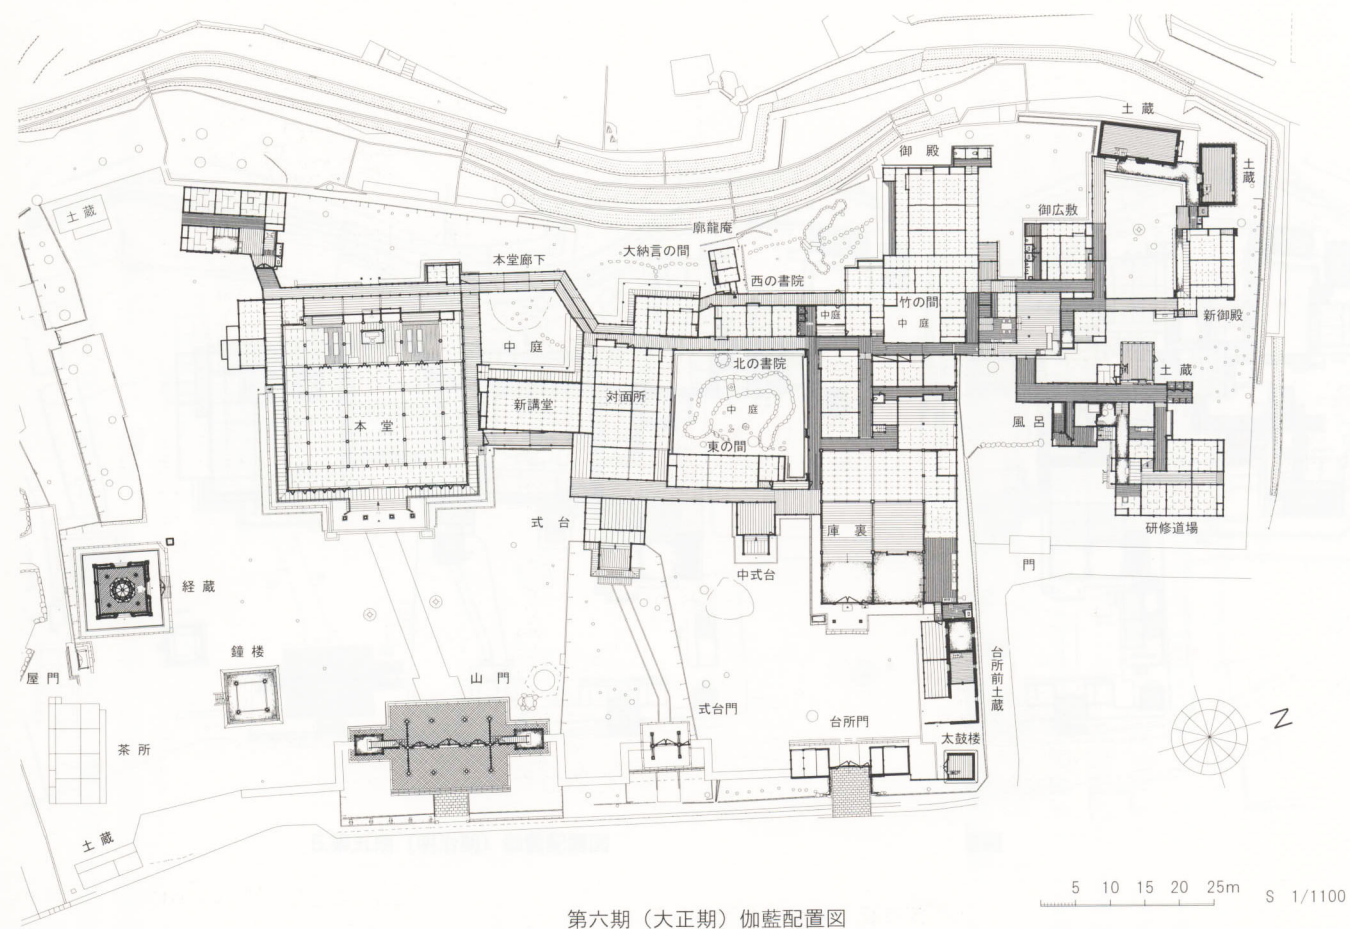 土蔵
御殿
土蔵
土蔵
御広敷
廓龍庵
大納言の間
本堂廊下
西の書院
竹の間
中庭
中庭
新御殿
中庭
北の書院
土蔵
対面所
新講堂
中庭
風呂
本堂
東の間
式台
庫裏
研修道場
門
中式台
経蔵
鐘楼
台所前土蔵
屋門
山門
式台門
台所門
太鼓楼
茶所
土蔵
N
5 10 15 20 25m
S 1/1100
第六期（大正期）伽藍配置図